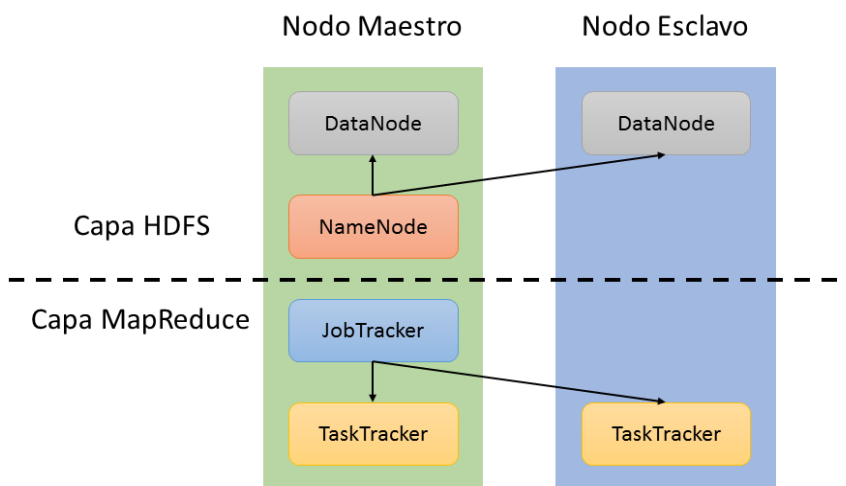 Nodo Maestro
Nodo Esclavo
DataNode
DataNode
Capa HDFS
NameNode
Capa MapReduce
JobTracker
TaskTracker
TaskTracker